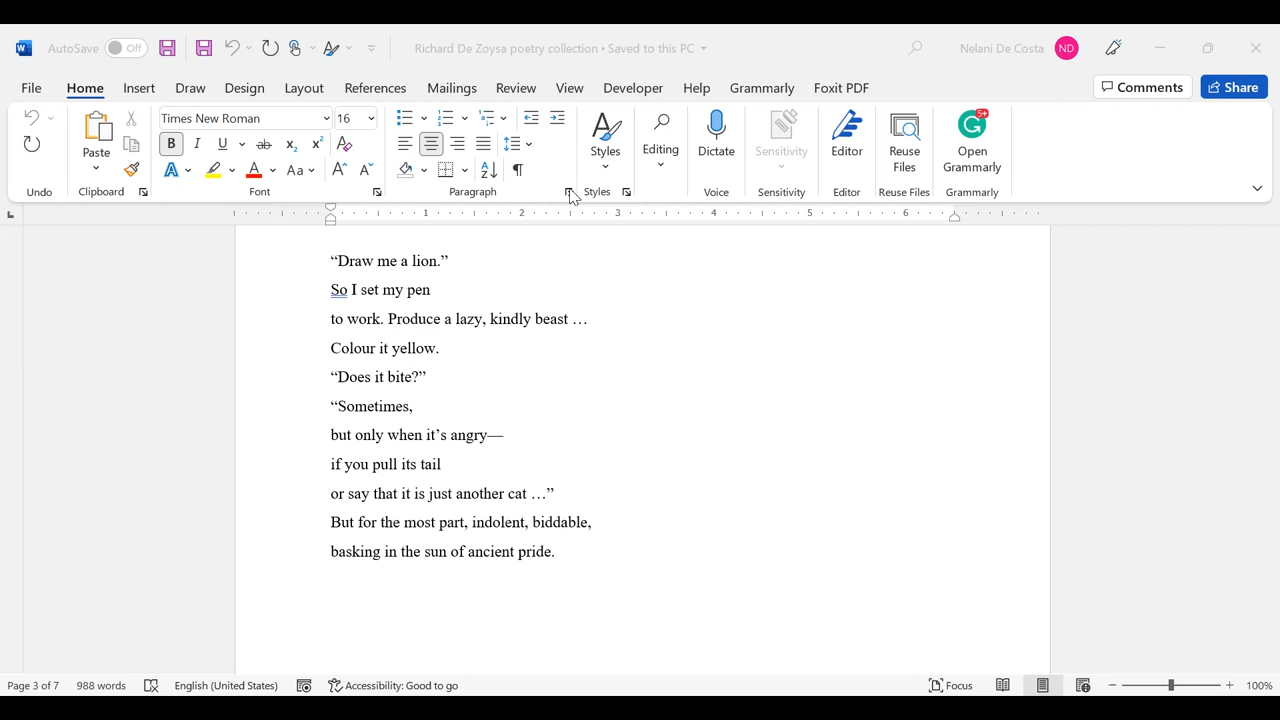 AutoSave Off Richard De Zoysa poetry collection • Saved to this PC Nelani De Costa ND
File Home Insert Draw Design Layout References Mailings Review View Developer Help Grammarly Foxit PDF Comments Share
Times New Roman 16
Paste Styles Editing Dictate Sensitivity Editor Reuse Files Open Grammarly
Undo Clipboard Font Paragraph Styles Voice Sensitivity Editor Reuse Files Grammarly
1 2 3 4 5 6
“Draw me a lion.”
So I set my pen
to work. Produce a lazy, kindly beast …
Colour it yellow.
“Does it bite?”
“Sometimes,
but only when it’s angry—
if you pull its tail
or say that it is just another cat …”
But for the most part, indolent, biddable,
basking in the sun of ancient pride.
Page 3 of 7 988 words English (United States) Accessibility: Good to go Focus 100%